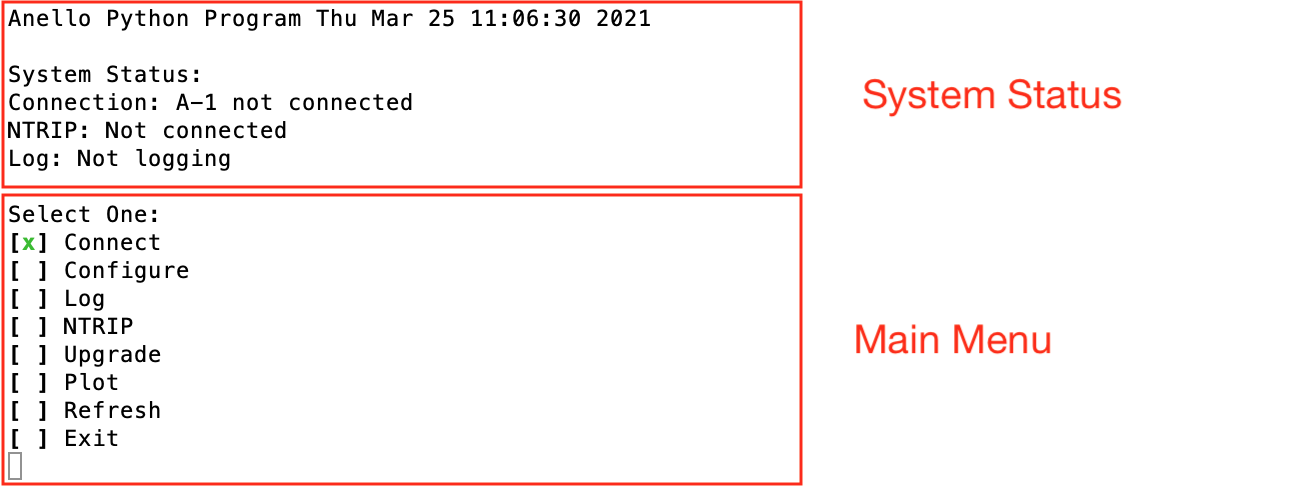 Anello Python Program Thu Mar 25 11:06:30 2021
System Status:
Connection: A-1 not connected
NTRIP: Not connected
Log: Not logging
System Status
Select One:
[x] Connect
[ ] Configure
[ ] Log
[ ] NTRIP
[ ] Upgrade
[ ] Plot
[ ] Refresh
[ ] Exit
Main Menu